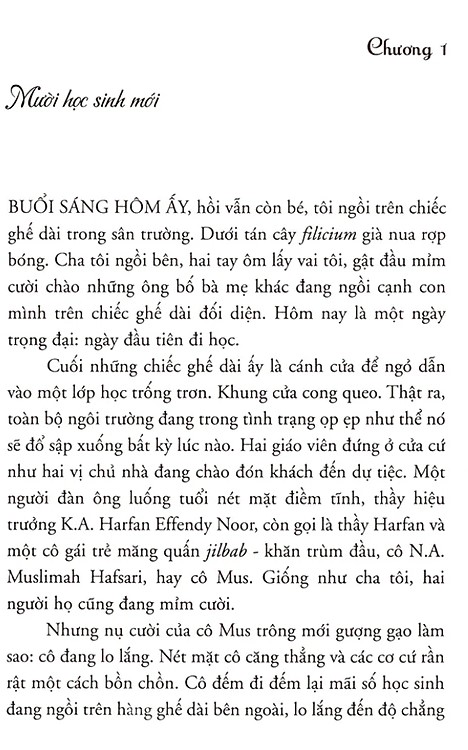 Chương 1
Mười học sinh mới
BUỔI SÁNG HÔM ẤY, hồi vẫn còn bé, tôi ngồi trên chiếc
ghế dài trong sân trường. Dưới tán cây filicium già nua rợp
bóng. Cha tôi ngồi bên, hai tay ôm lấy vai tôi, gật đầu mỉm
cười chào những ông bố bà mẹ khác đang ngồi cạnh con
mình trên chiếc ghế dài đối diện. Hôm nay là một ngày
trọng đại: ngày đầu tiên đi học.
Cuối những chiếc ghế dài ấy là cánh cửa để ngỏ dẫn
vào một lớp học trống trơn. Khung cửa cong queo. Thật ra,
toàn bộ ngôi trường đang trong tình trạng ọp ẹp như thể nó
sẽ đổ sập xuống bất kỳ lúc nào. Hai giáo viên đứng ở cửa cứ
như hai vị chủ nhà đang chào đón khách đến dự tiệc. Một
người đàn ông luống tuổi nét mặt điềm tĩnh, thầy hiệu
trưởng K.A. Harfan Effendy Noor, còn gọi là thầy Harfan và
một cô gái trẻ măng quấn jilbab - khăn trùm đầu, cô N.A.
Muslimah Hafsari, hay cô Mus. Giống như cha tôi, hai
người họ cũng đang mỉm cười.
Nhưng nụ cười của cô Mus trông mới gượng gạo làm
sao: cô đang lo lắng. Nét mặt cô căng thẳng và các cơ cứ rần
rật một cách bồn chồn. Cô đếm đi đếm lại mãi số học sinh
đang ngồi trên hàng ghế dài bên ngoài, lo lắng đến độ chẳng